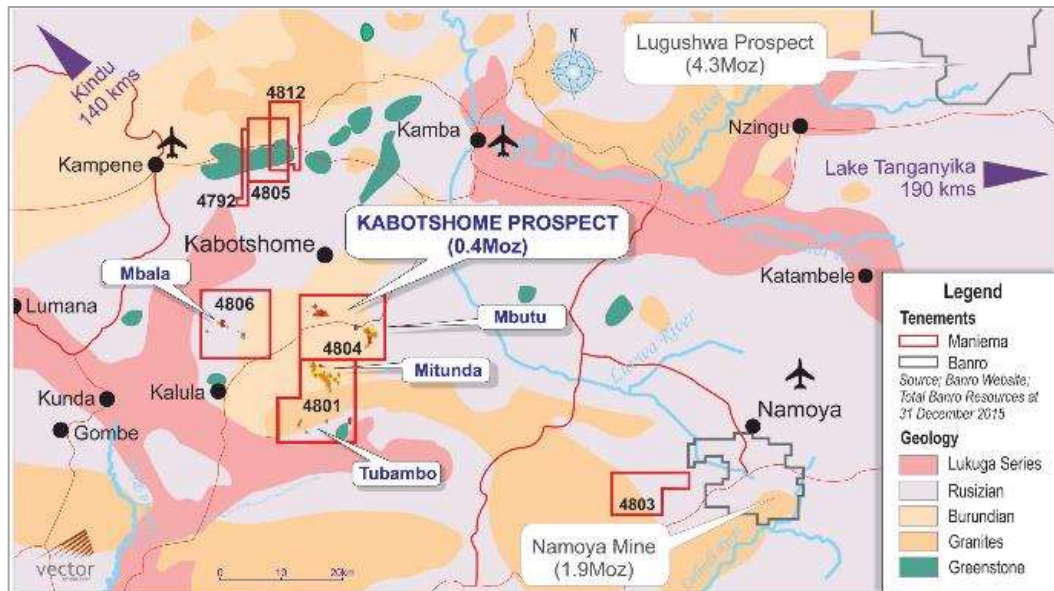 Kindu
140 kms
N
Lugushwa Prospect
(4.3Moz)
4812
Kampene
Kamba
Nzingu
Elila River
4792
4805
Lake Tanganyika
190 kms
KABOTSHOME PROSPECT
(0.4Moz)
Kabotshome
Mbala
Katambele
Lumana
4806
4804
Mbutu
Mitunda
Kunda
Kalula
4801
Gombe
Tubambo
Namoya
4803
Namoya Mine
(1.9Moz)
vector
0 10 20km
Legend
Tenements
Maniema
Banro
Source; Banro Website;
Total Banro Resources at
31 December 2015
Geology
Lukuga Series
Rusizian
Burundian
Granites
Greenstone